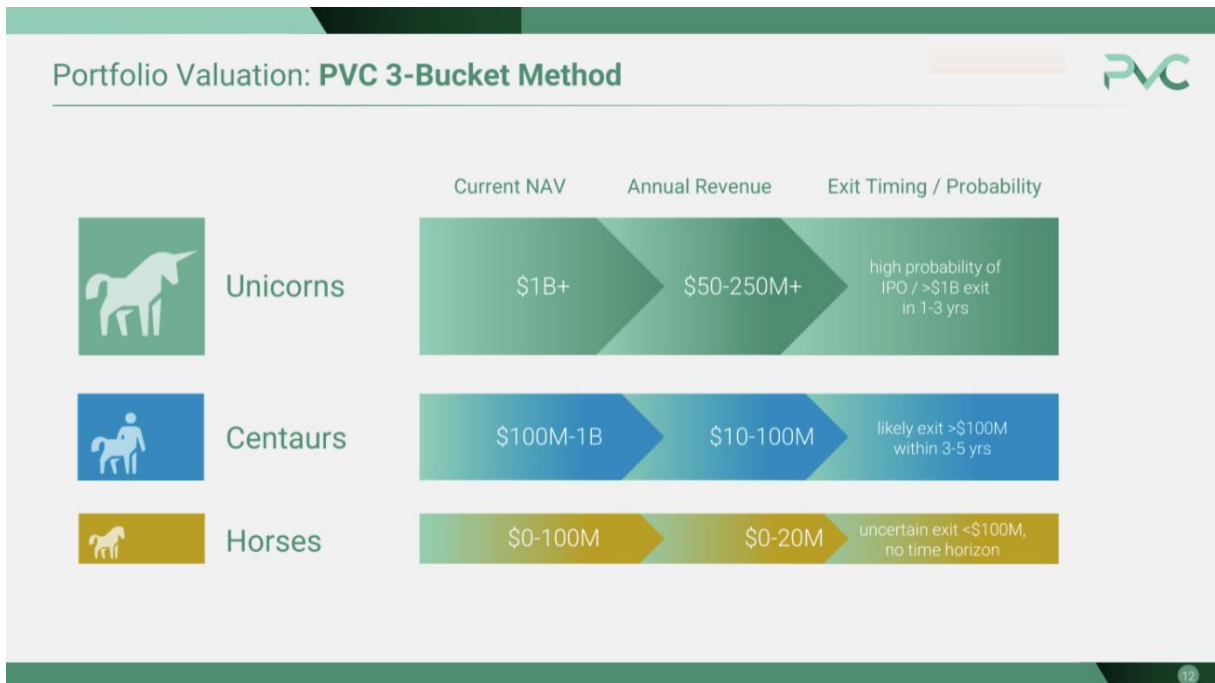 Portfolio Valuation: PVC 3-Bucket Method
PVC
Current NAV
Annual Revenue
Exit Timing / Probability
Unicorns
$1B+
$50-250M+
high probability of
IPO / >$1B exit
in 1-3 yrs
Centaurs
$100M-1B
$10-100M
likely exit >$100M
within 3-5 yrs
Horses
$0-100M
$0-20M
uncertain exit <$100M,
no time horizon
12